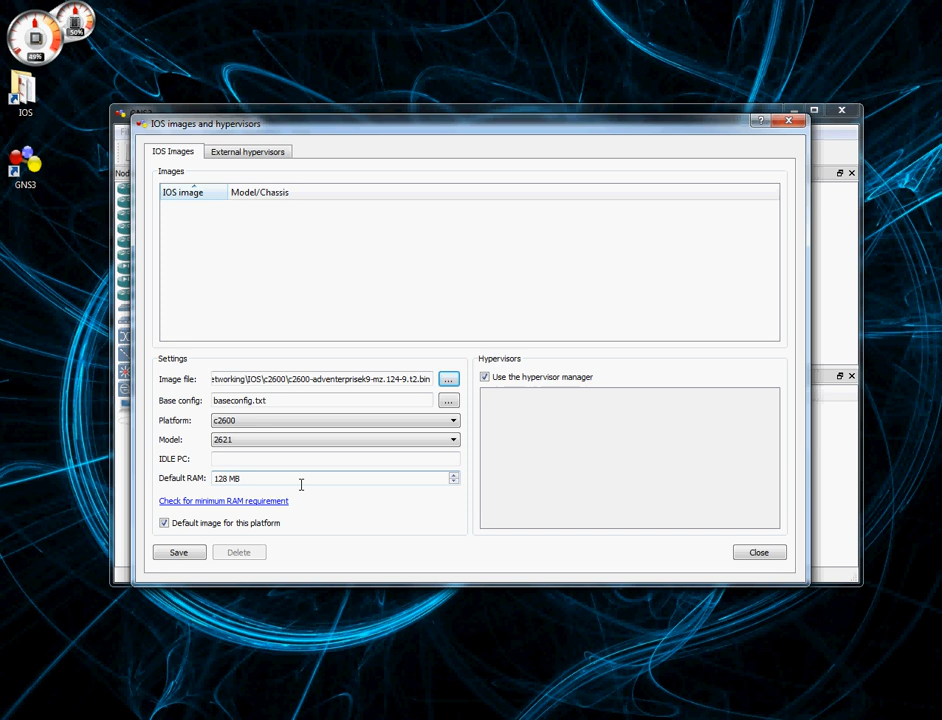 50%
49%
IOS
GNS3
GNS3
IOS images and hypervisors
IOS Images
External hypervisors
Images
IOS image
Model/Chassis
Settings
Image file:
etworking\IOS\c2600\c2600-adventerprisek9-mz.124-9.t2.bin
...
Base config:
baseconfig.txt
...
Platform:
c2600
Model:
2621
IDLE PC:
Default RAM:
128 MB
Check for minimum RAM requirement
Default image for this platform
Save
Delete
Hypervisors
Use the hypervisor manager
Close